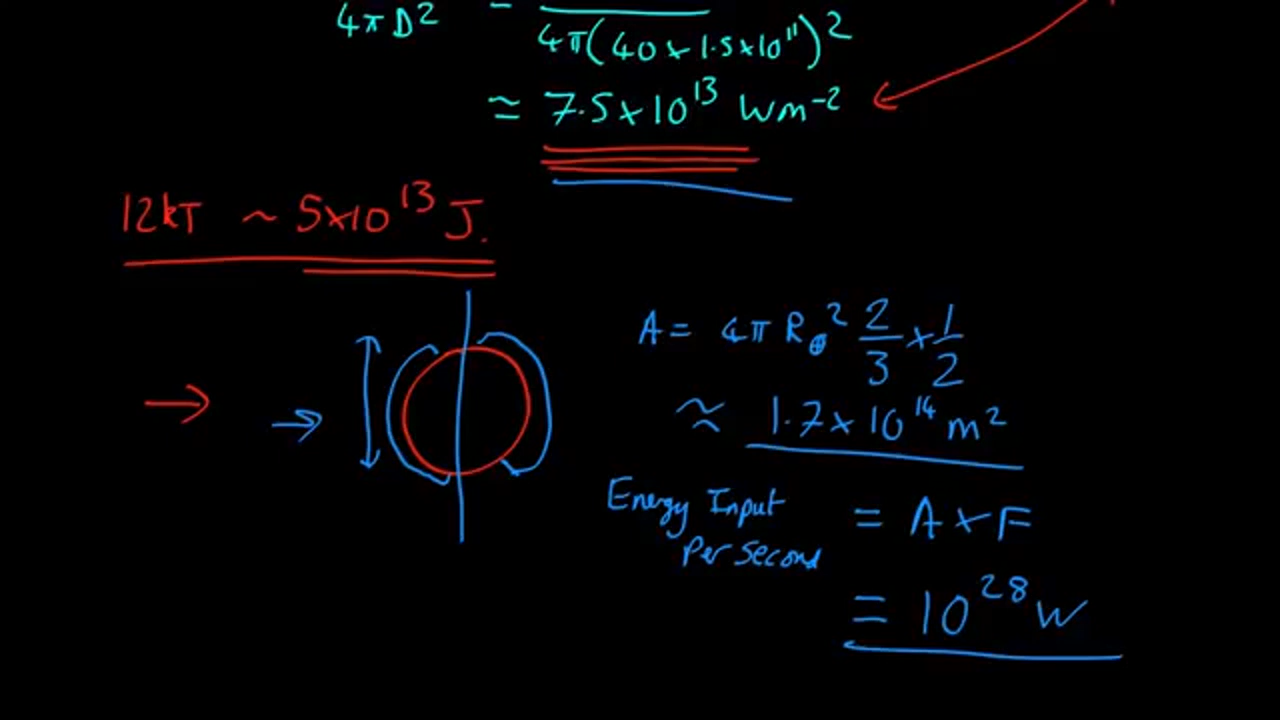 4πD² = 4π(40×1.5×10¹¹)²
≈ 7.5×10¹³ Wm⁻²
12kT ~ 5×10¹³ J.
A = 4πR⊕² 2/3 × 1/2
≈ 1.7×10¹⁴ m²
Energy Input
Per second
= A×F
= 10²⁸ W